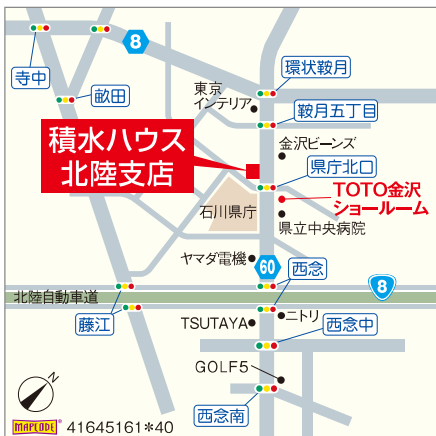 8
寺中
環状鞍月
畝田
東京
インテリア
鞍月五丁目
積水ハウス
北陸支店
金沢ビーンズ
県庁北口
TOTO金沢
ショールーム
石川県庁
県立中央病院
ヤマダ電機
60
西念
8
北陸自動車道
藤江
TSUTAYA
ニトリ
西念中
GOLF5
西念南
N
MAPLODE® 41645161*40